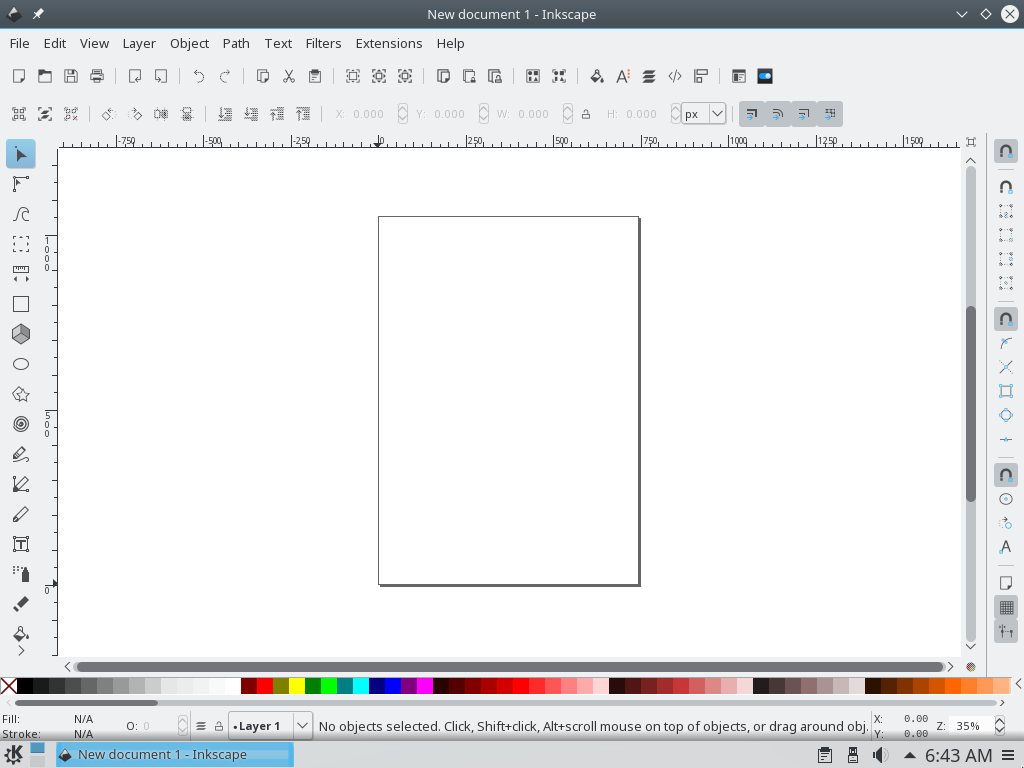 New document 1 - Inkscape
File Edit View Layer Object Path Text Filters Extensions Help
X: 0.000 Y: 0.000 W: 0.000 H: 0.000 px
-750 -500 -250 0 250 500 750 1000 1250 1500
1000
500
0
Fill: N/A
Stroke: N/A
O: 0
•Layer 1
No objects selected. Click, Shift+click, Alt+scroll mouse on top of objects, or drag around obj.
X: 0.00
Y: 0.00
Z: 35%
New document 1 - Inkscape
6:43 AM